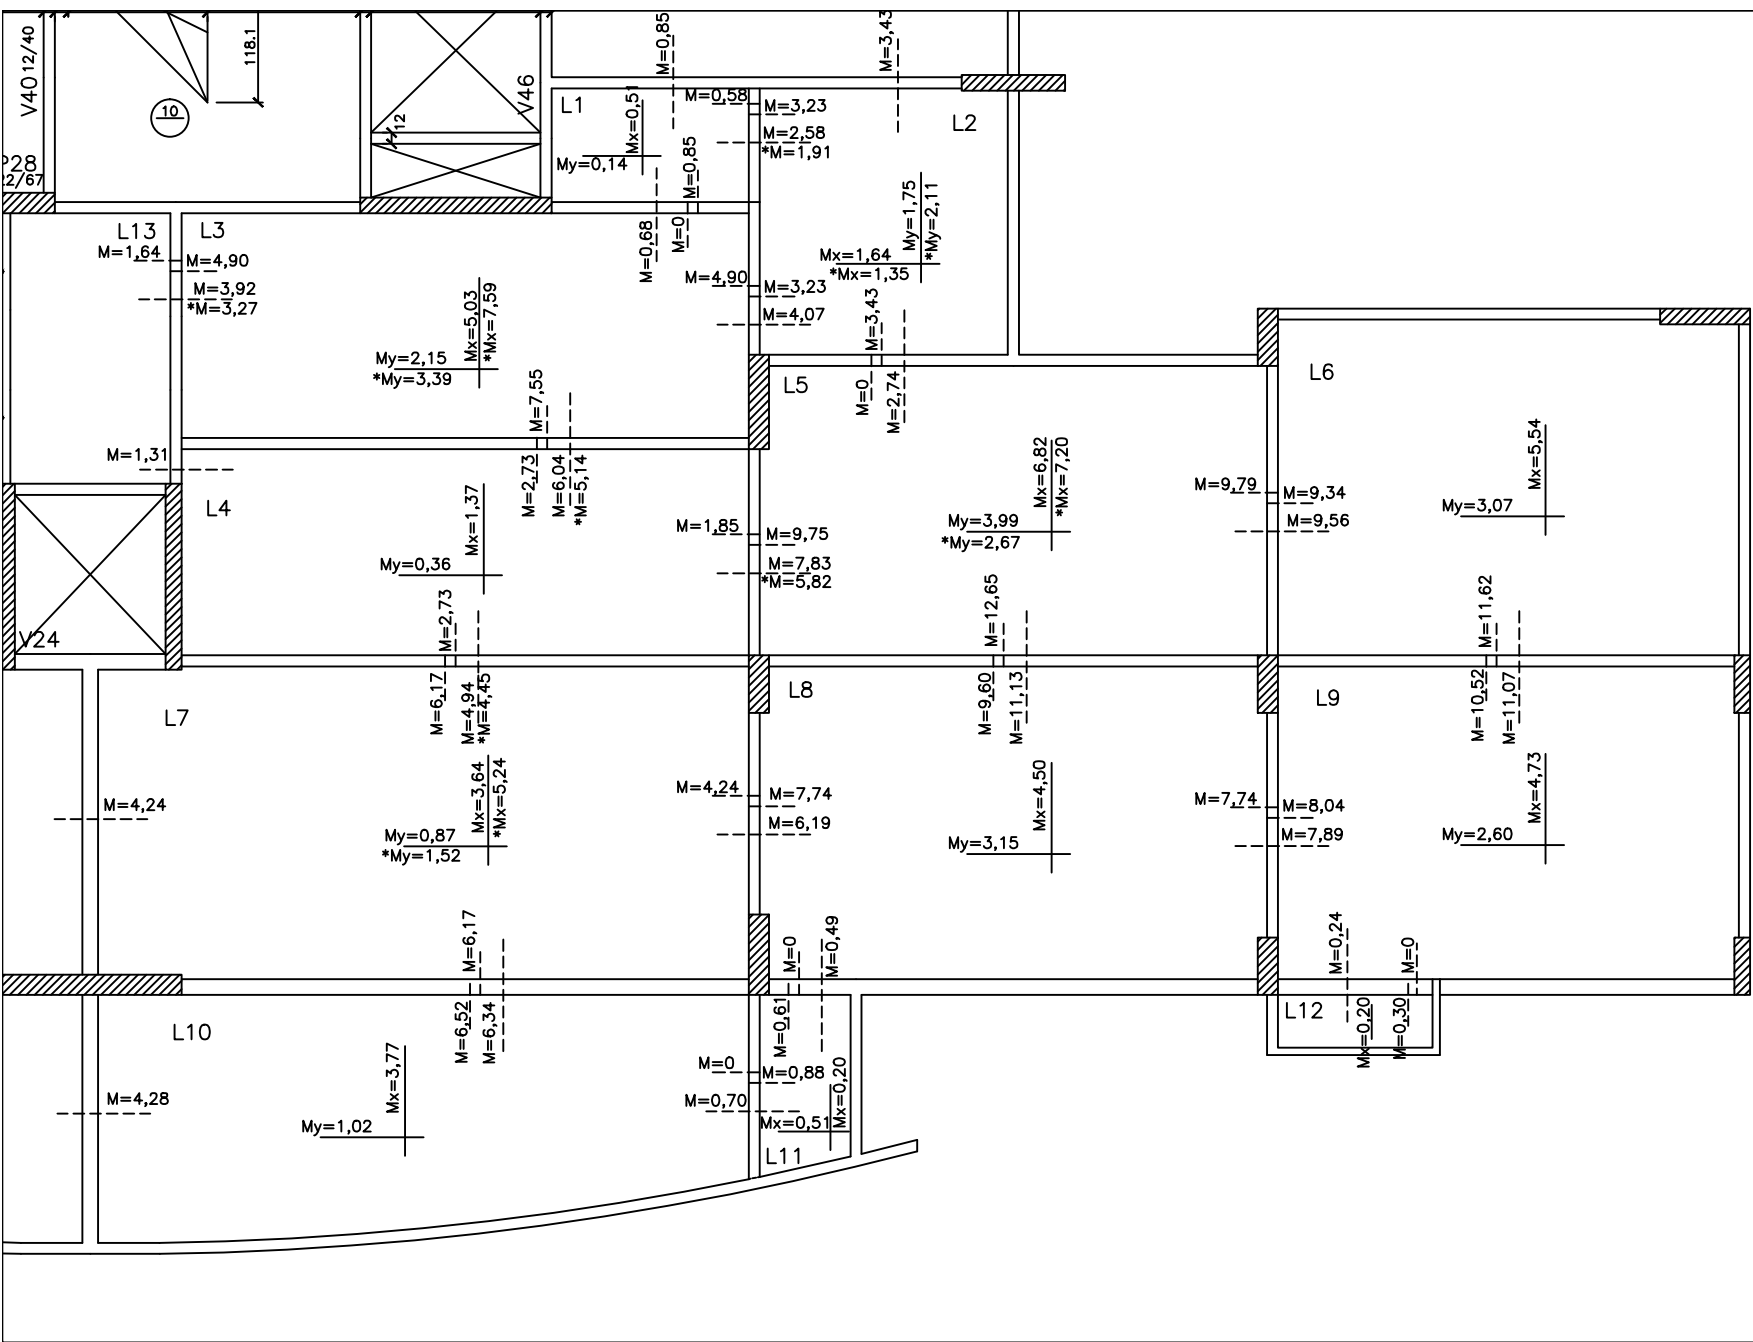 V40 12/40
118.1
10
P28
22/67
V46
12
L1
M=0,85
M=3,43
M=0,58
M=3,23
M=2,58
*M=1,91
Mx=0,51
My=0,14
M=0,85
M=0,68
M=0
L2
My=1,75
*My=2,11
Mx=1,64
*Mx=1,35
L13
L3
M=1,64
M=4,90
M=3,92
*M=3,27
M=4,90
M=3,23
M=4,07
Mx=5,03
*Mx=7,59
My=2,15
*My=3,39
M=3,43
M=0
M=2,74
L5
L6
M=7,55
M=2,73
M=6,04
*M=5,14
M=1,31
L4
Mx=1,37
My=0,36
M=1,85
M=9,75
M=7,83
*M=5,82
Mx=6,82
*Mx=7,20
My=3,99
*My=2,67
M=9,79
M=9,34
M=9,56
Mx=5,54
My=3,07
V24
M=2,73
M=6,17
M=4,94
*M=4,45
M=12,65
M=9,60
M=11,13
M=11,62
M=10,52
M=11,07
L7
L8
L9
M=4,24
Mx=3,64
*Mx=5,24
My=0,87
*My=1,52
M=4,24
M=7,74
M=6,19
Mx=4,50
My=3,15
M=7,74
M=8,04
M=7,89
Mx=4,73
My=2,60
M=6,17
M=6,52
M=6,34
M=0
M=0,49
M=0,61
M=0,24
M=0
L10
L12
Mx=0,20
M=0,30
M=4,28
Mx=3,77
My=1,02
M=0
M=0,88
M=0,70
Mx=0,51
Mx=0,20
L11